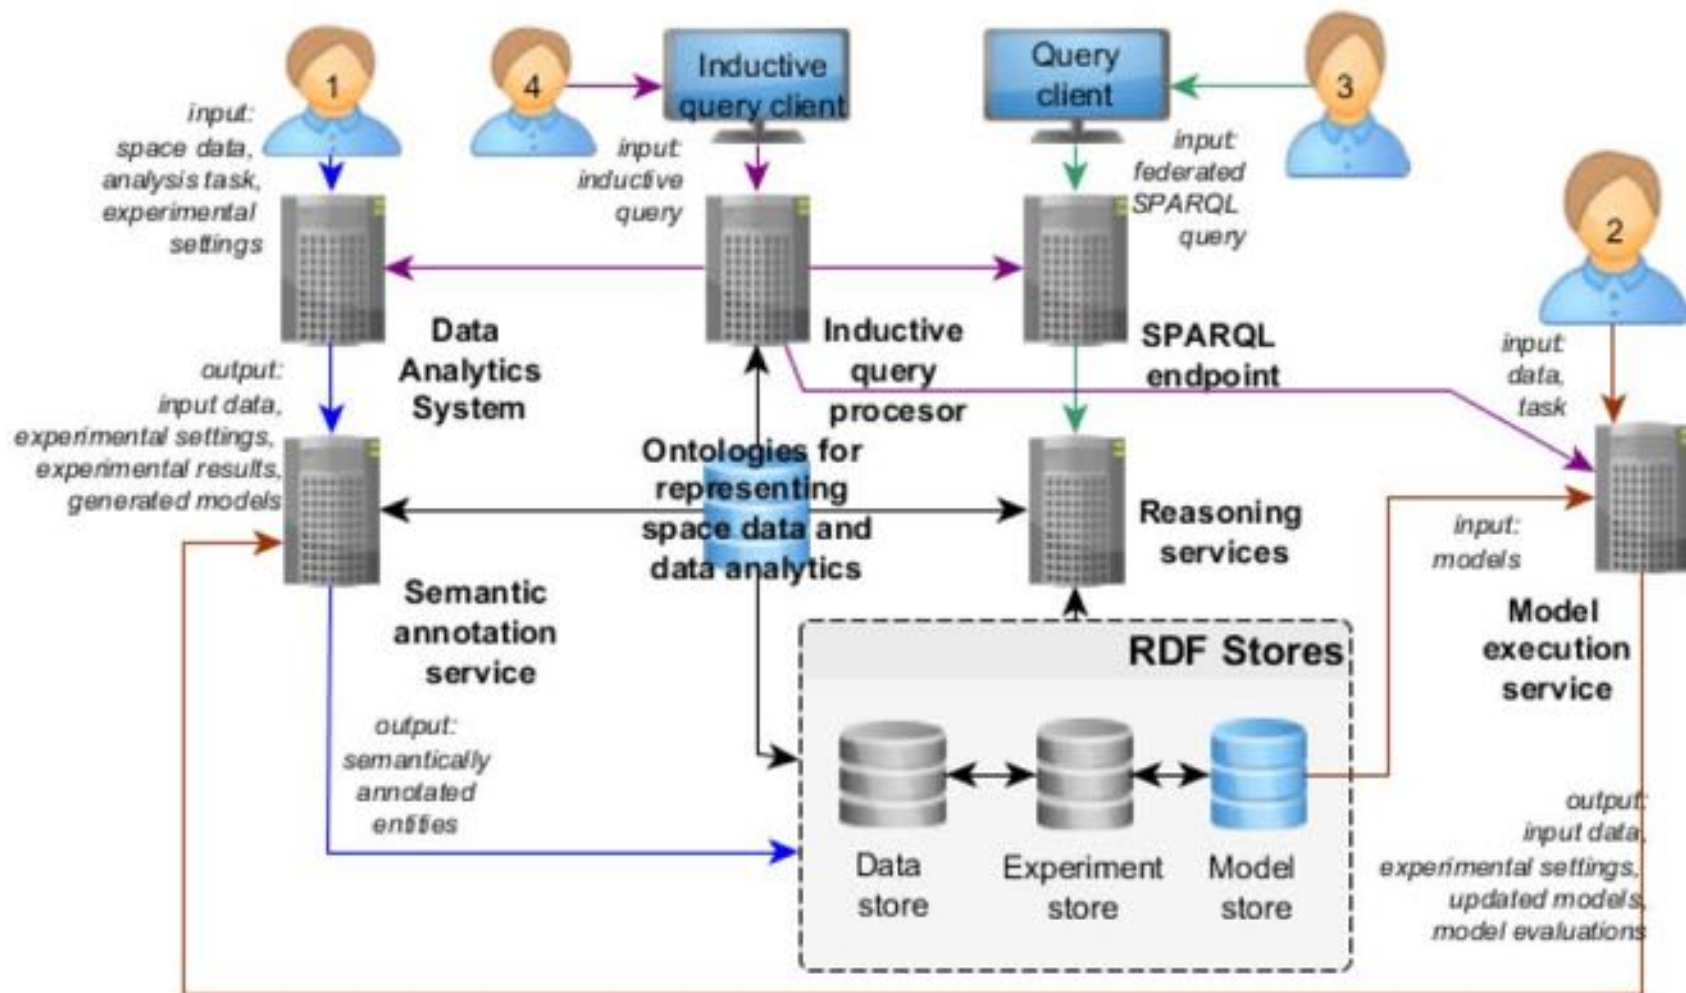 1
4
Inductive
query client
Query
client
3
input:
space data,
analysis task,
experimental
settings
input:
inductive
query
input:
federated
SPARQL
query
2
Data
Analytics
System
Inductive
query
procesor
SPARQL
endpoint
input:
data,
task
output:
input data,
experimental settings,
experimental results,
generated models
Ontologies for
representing
space data and
data analytics
Reasoning
services
input:
models
Semantic
annotation
service
Model
execution
service
RDF Stores
output:
semantically
annotated
entities
Data
store
Experiment
store
Model
store
output:
input data,
experimental settings,
updated models,
model evaluations